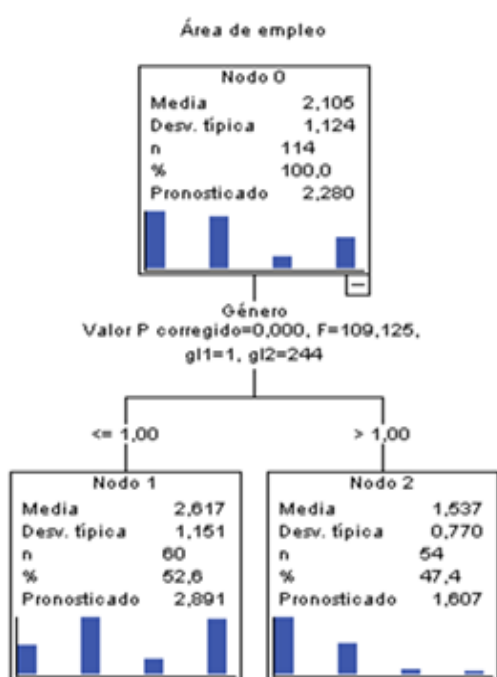 Área de empleo
Nodo 0
Media 2,105
Desv. típica 1,124
n 114
% 100,0
Pronosticado 2,280
Género
Valor P corregido=0,000, F=109,125,
gl1=1, gl2=244
<= 1,00
> 1,00
Nodo 1
Media 2,617
Desv. típica 1,151
n 60
% 52,6
Pronosticado 2,891
Nodo 2
Media 1,537
Desv. típica 0,770
n 54
% 47,4
Pronosticado 1,607